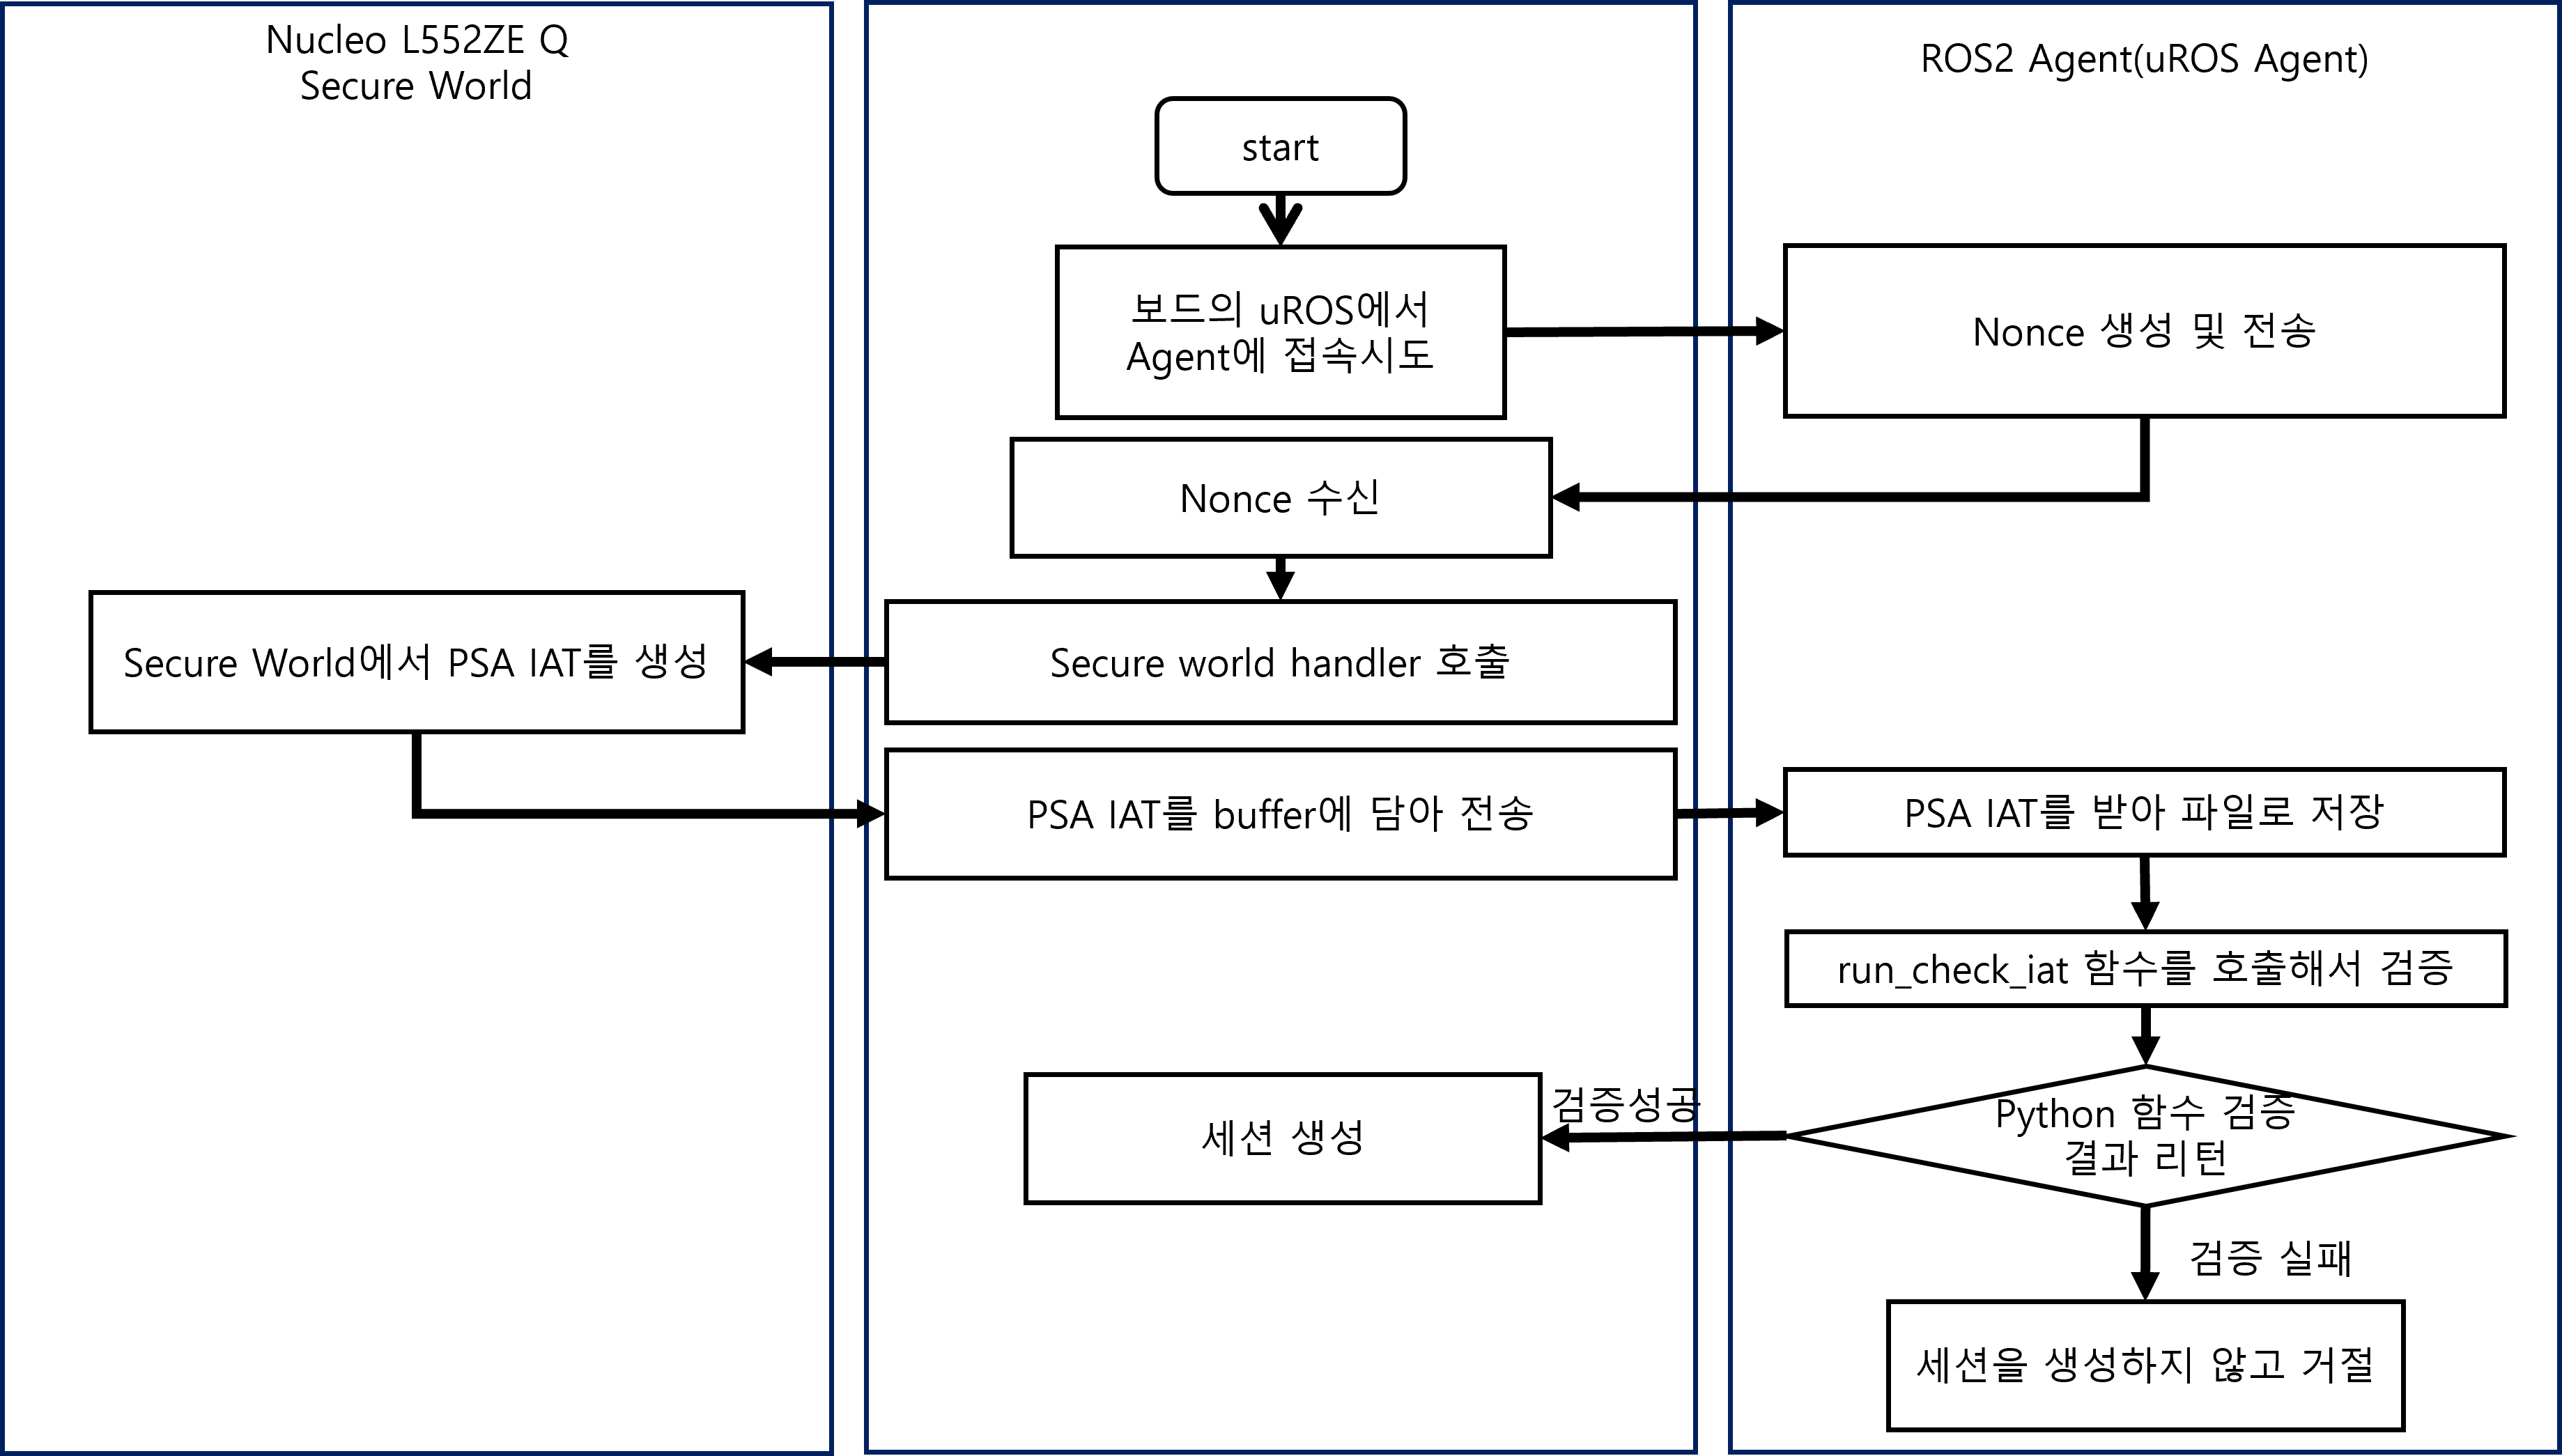 Nucleo L552ZE Q
Secure World
ROS2 Agent(uROS Agent)
start
보드의 uROS에서
Agent에 접속시도
Nonce 생성 및 전송
Nonce 수신
Secure world handler 호출
Secure World에서 PSA IAT를 생성
PSA IAT를 buffer에 담아 전송
PSA IAT를 받아 파일로 저장
run_check_iat 함수를 호출해서 검증
Python 함수 검증
결과 리턴
검증성공
세션 생성
검증 실패
세션을 생성하지 않고 거절